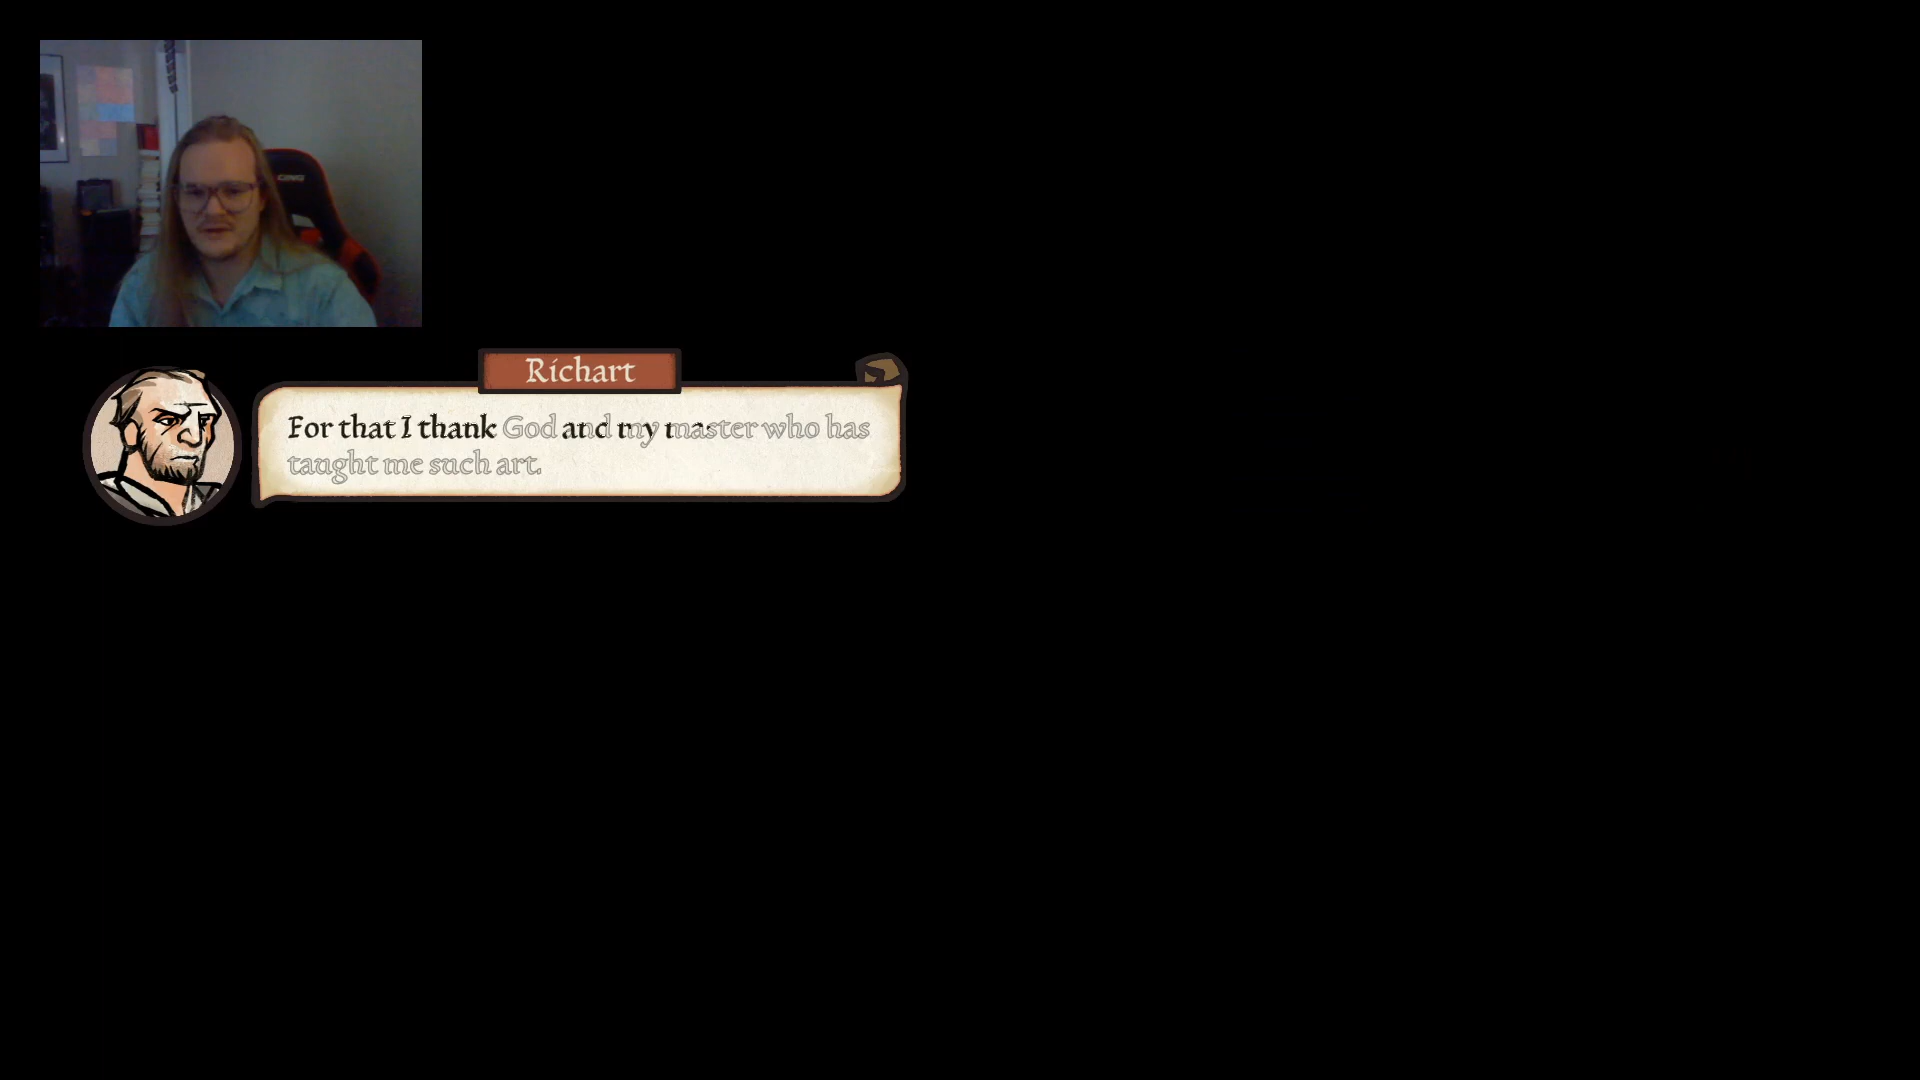 Richart
For that I thank God and my master who has
taught me such art.